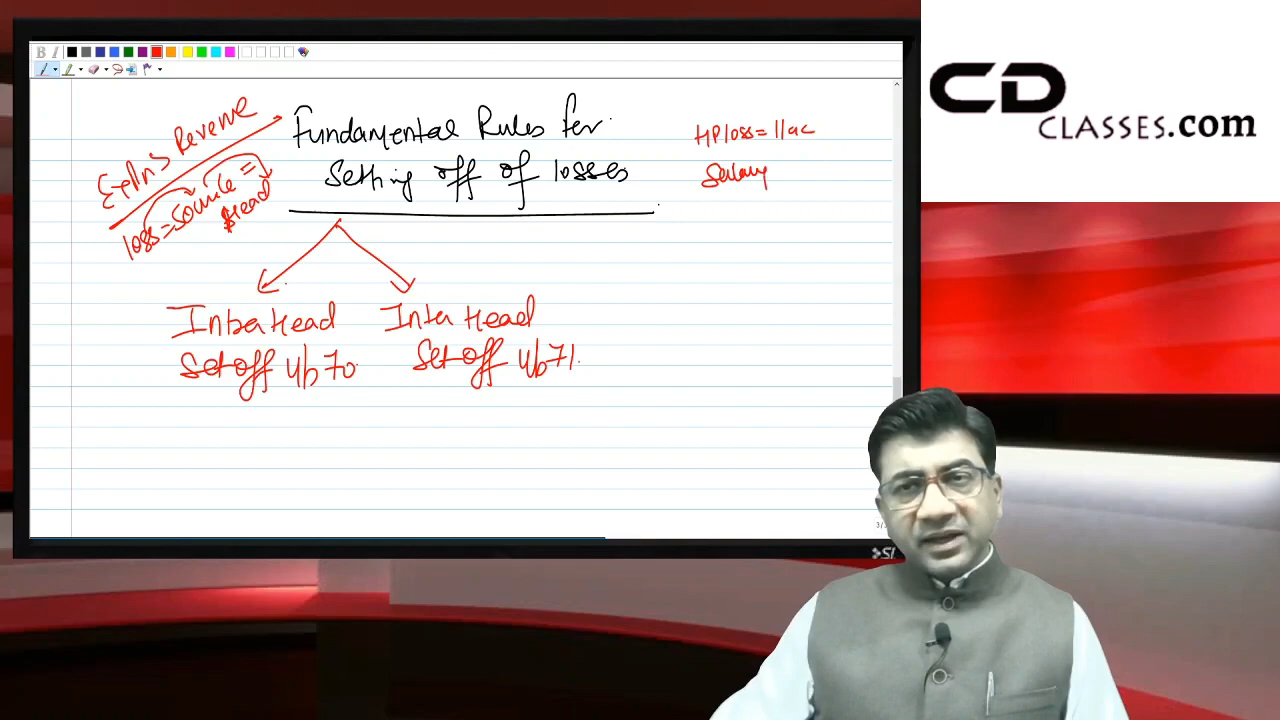 CD
CLASSES.com
Fundamental Rules for
Setting off of losses
Revenue
loss = source =
Head
HP loss = 1 lac
Salary
Intra Head
Set off u/s 70
Inter Head
Set off u/s 71